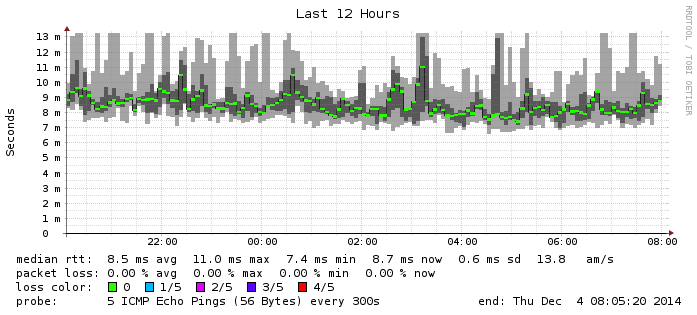 Last 12 Hours
RRDTOOL / TOBI OETIKER
Seconds
13 m
12 m
11 m
10 m
9 m
8 m
7 m
6 m
5 m
4 m
3 m
2 m
1 m
0
22:00 00:00 02:00 04:00 06:00 08:00
median rtt: 8.5 ms avg 11.0 ms max 7.4 ms min 8.7 ms now 0.6 ms sd 13.8 am/s
packet loss: 0.00 % avg 0.00 % max 0.00 % min 0.00 % now
loss color: 0 1/5 2/5 3/5 4/5
probe: 5 ICMP Echo Pings (56 Bytes) every 300s end: Thu Dec 4 08:05:20 2014